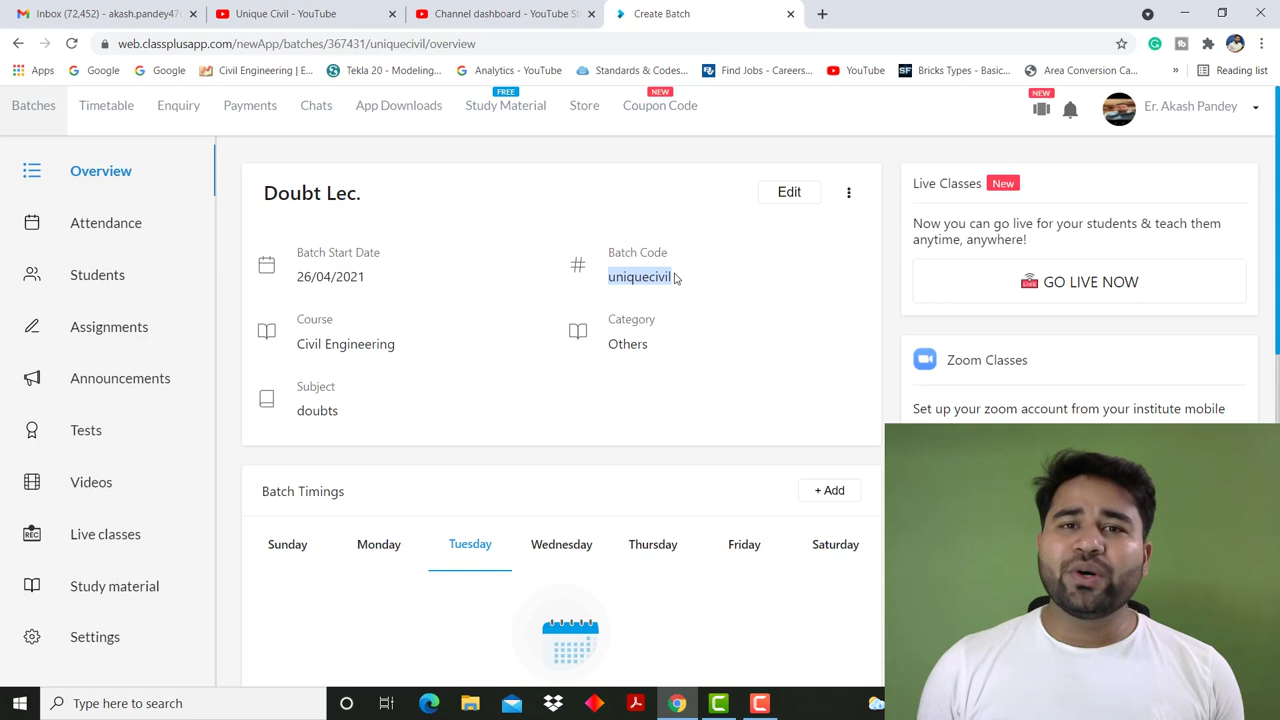 Inbox (72,452) - akash.pandey47
Unique Civil - YouTube
Channel dashboard - YouTube St
Create Batch
web.classplusapp.com/newApp/batches/367431/uniquecivil/overview
Apps
Google
Google
Civil Engineering | E...
Tekla 20 - Modeling...
Analytics - YouTube
Standards & Codes...
Find Jobs - Careers...
YouTube
SF
Bricks Types - Basic...
Area Conversion Ca...
»
Reading list
Batches
Timetable
Enquiry
Payments
Chats
App Downloads
FREE
Study Material
Store
NEW
Coupon Code
NEW
Er. Akash Pandey
Overview
Attendance
Students
Assignments
Announcements
Tests
Videos
REC
Live classes
Study material
Settings
Doubt Lec.
Edit
Batch Start Date
26/04/2021
Batch Code
uniquecivil
Course
Civil Engineering
Category
Others
Subject
doubts
Batch Timings
+ Add
Sunday Monday Tuesday Wednesday Thursday Friday Saturday
Live Classes New
Now you can go live for your students & teach them
anytime, anywhere!
LIVE
GO LIVE NOW
Zoom Classes
Set up your zoom account from your institute mobile
Type here to search